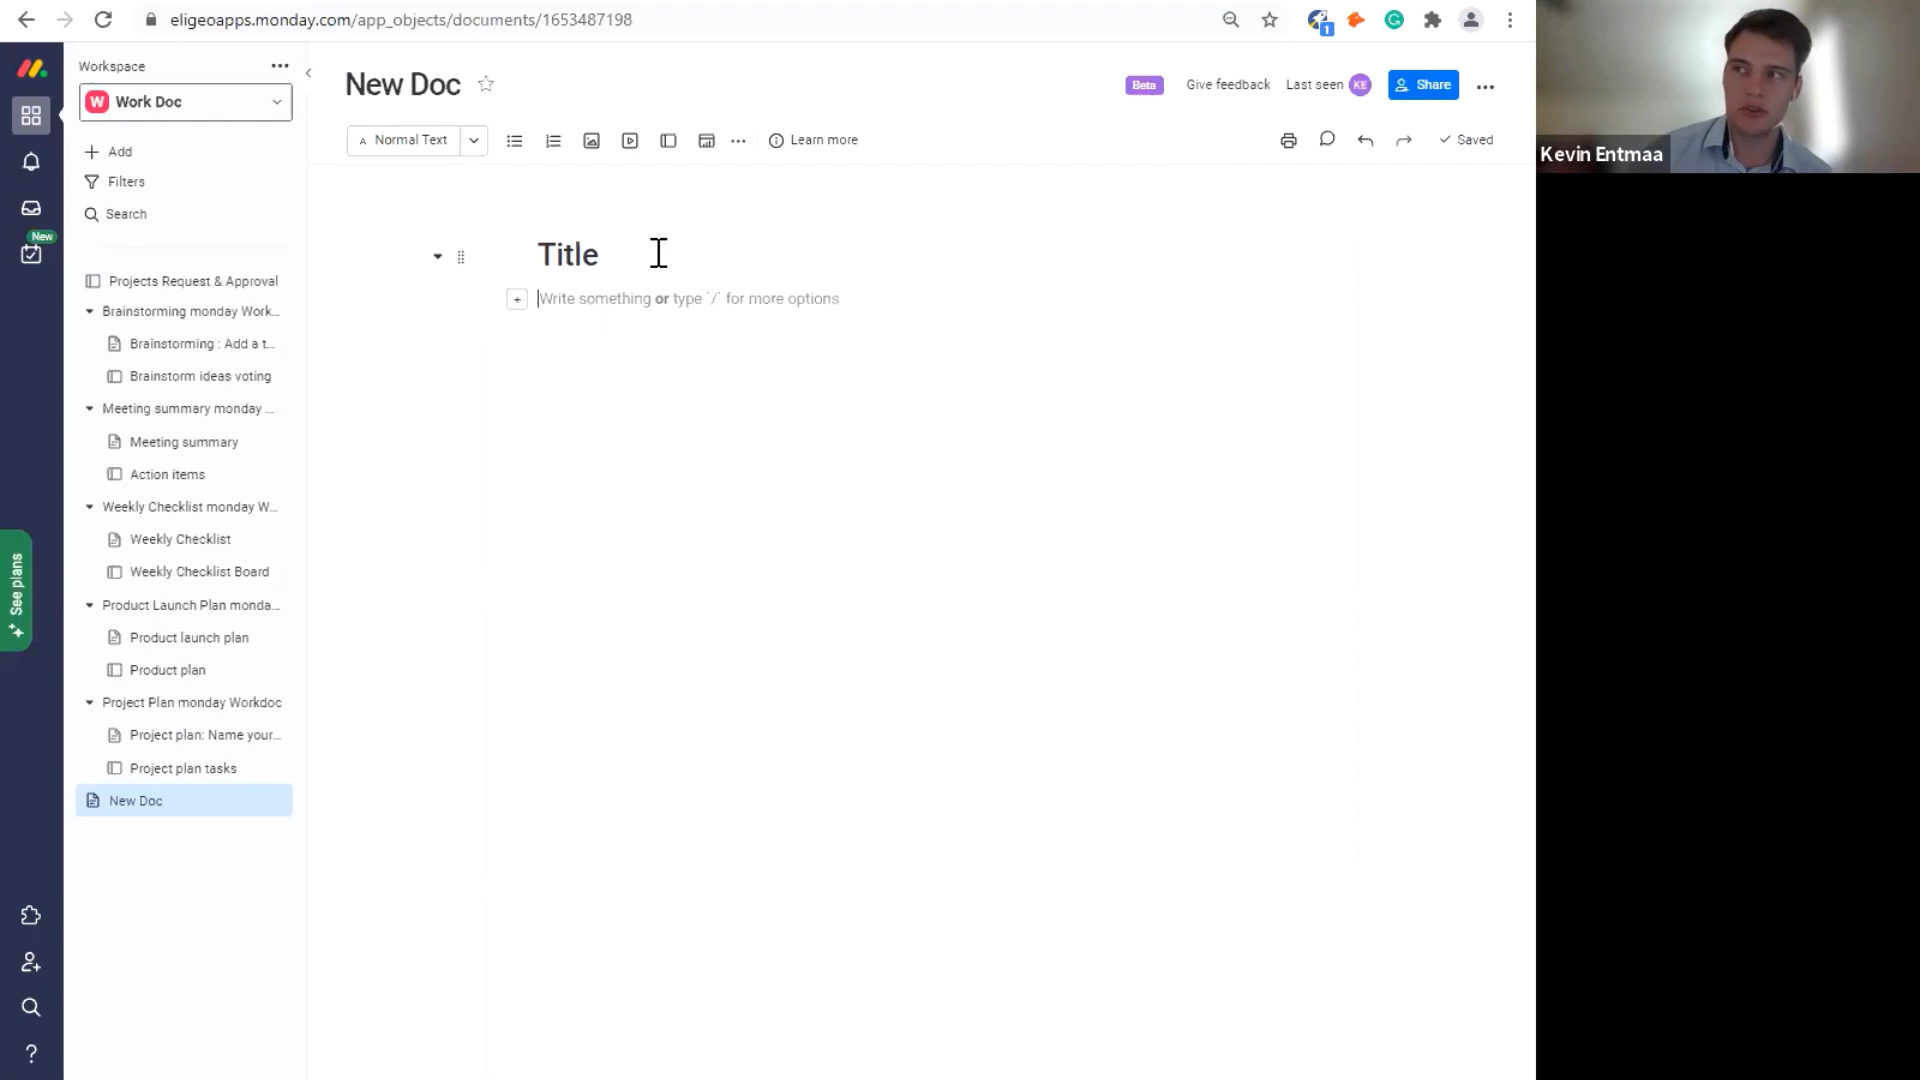 eligeoapps.monday.com/app_objects/documents/1653487198
1
Kevin Entmaa
Workspace
W Work Doc
Add
Filters
Search
New
Projects Request & Approval
Brainstorming monday Work...
Brainstorming : Add a t...
Brainstorm ideas voting
Meeting summary monday ...
Meeting summary
Action items
Weekly Checklist monday W...
Weekly Checklist
Weekly Checklist Board
Product Launch Plan monda...
Product launch plan
Product plan
Project Plan monday Workdoc
Project plan: Name your...
Project plan tasks
New Doc
See plans
New Doc
Beta
Give feedback
Last seen KE
Share
A Normal Text
Learn more
Saved
Title
Write something or type `/` for more options